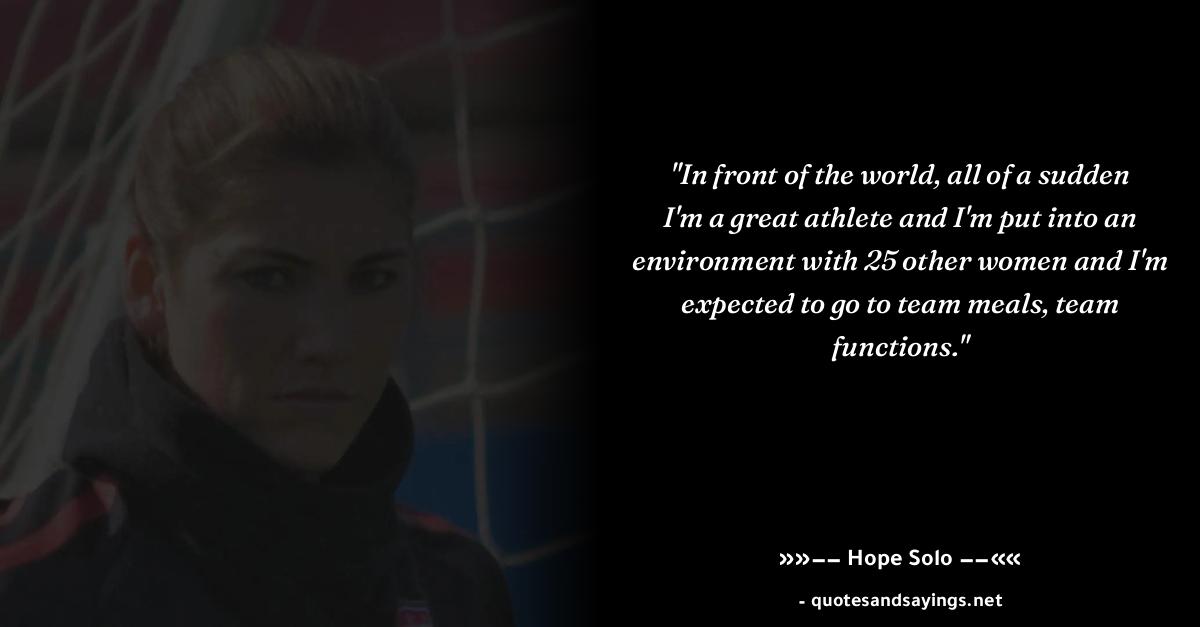 "In front of the world, all of a sudden
I'm a great athlete and I'm put into an
environment with 25 other women and I'm
expected to go to team meals, team
functions."
»»—— Hope Solo ——««
- quotesandsayings.net